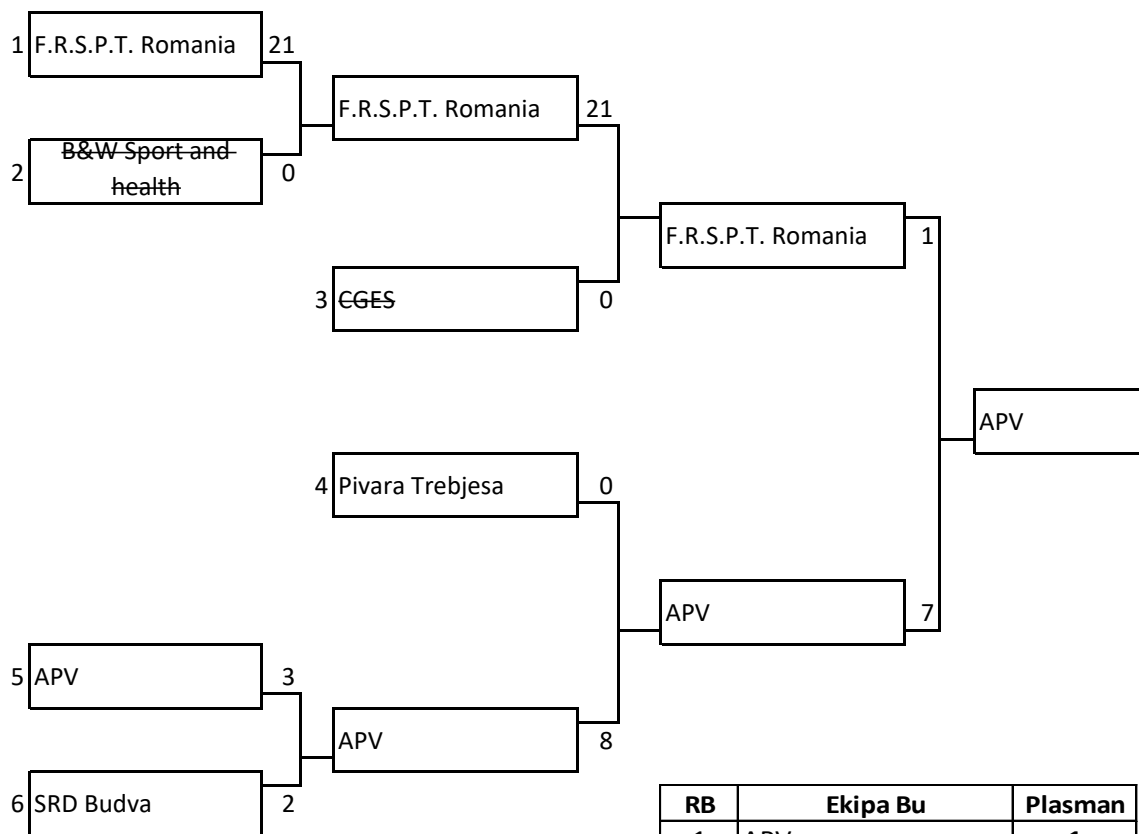 1 F.R.S.P.T. Romania 21
F.R.S.P.T. Romania 21
2 B&W Sport and
health 0
F.R.S.P.T. Romania 1
3 CGES 0
APV
4 Pivara Trebjesa 0
APV 7
5 APV 3
APV 8
6 SRD Budva 2
RB Ekipa Bu Plasman
1 APV 1